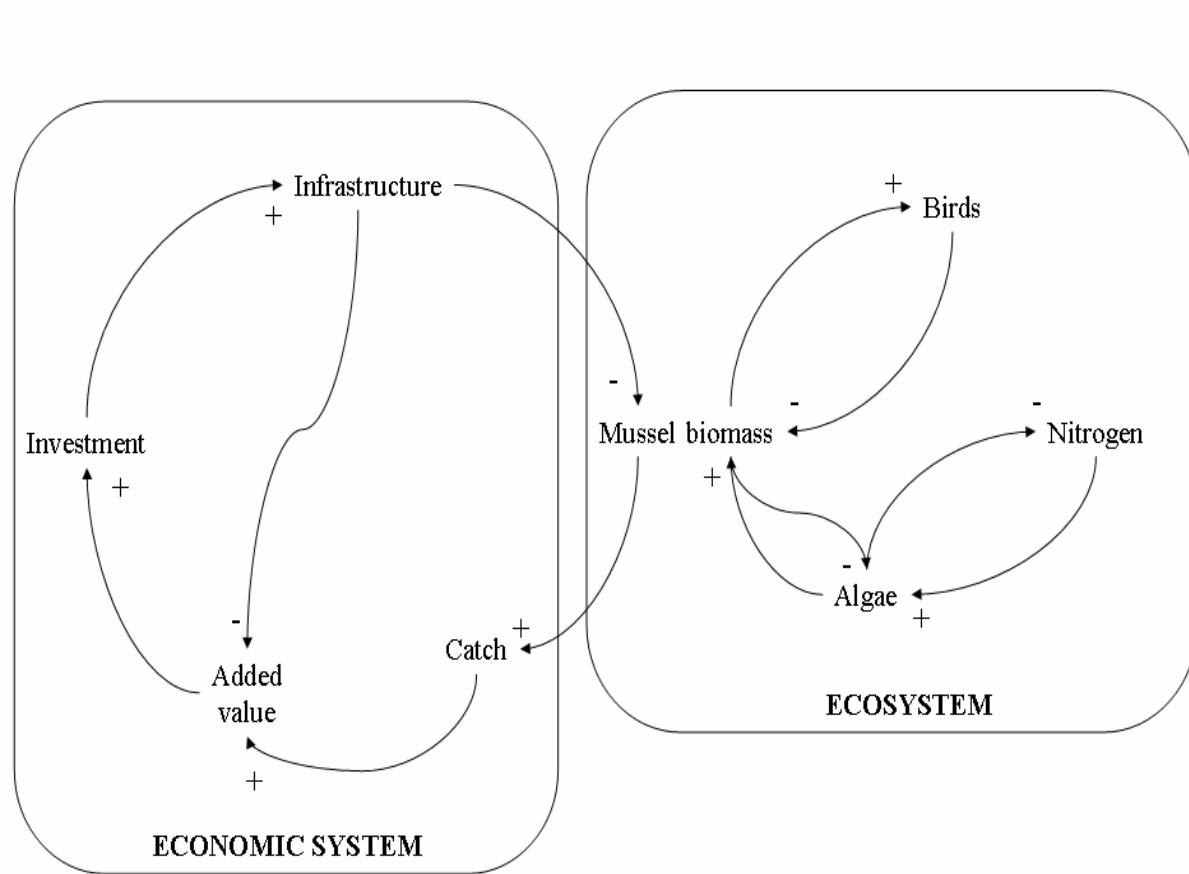 Infrastructure
+
-
Investment
+
-
Added
value
+
Catch
+
ECONOMIC SYSTEM
+
Birds
-
Mussel biomass
+
-
Nitrogen
-
Algae
+
ECOSYSTEM